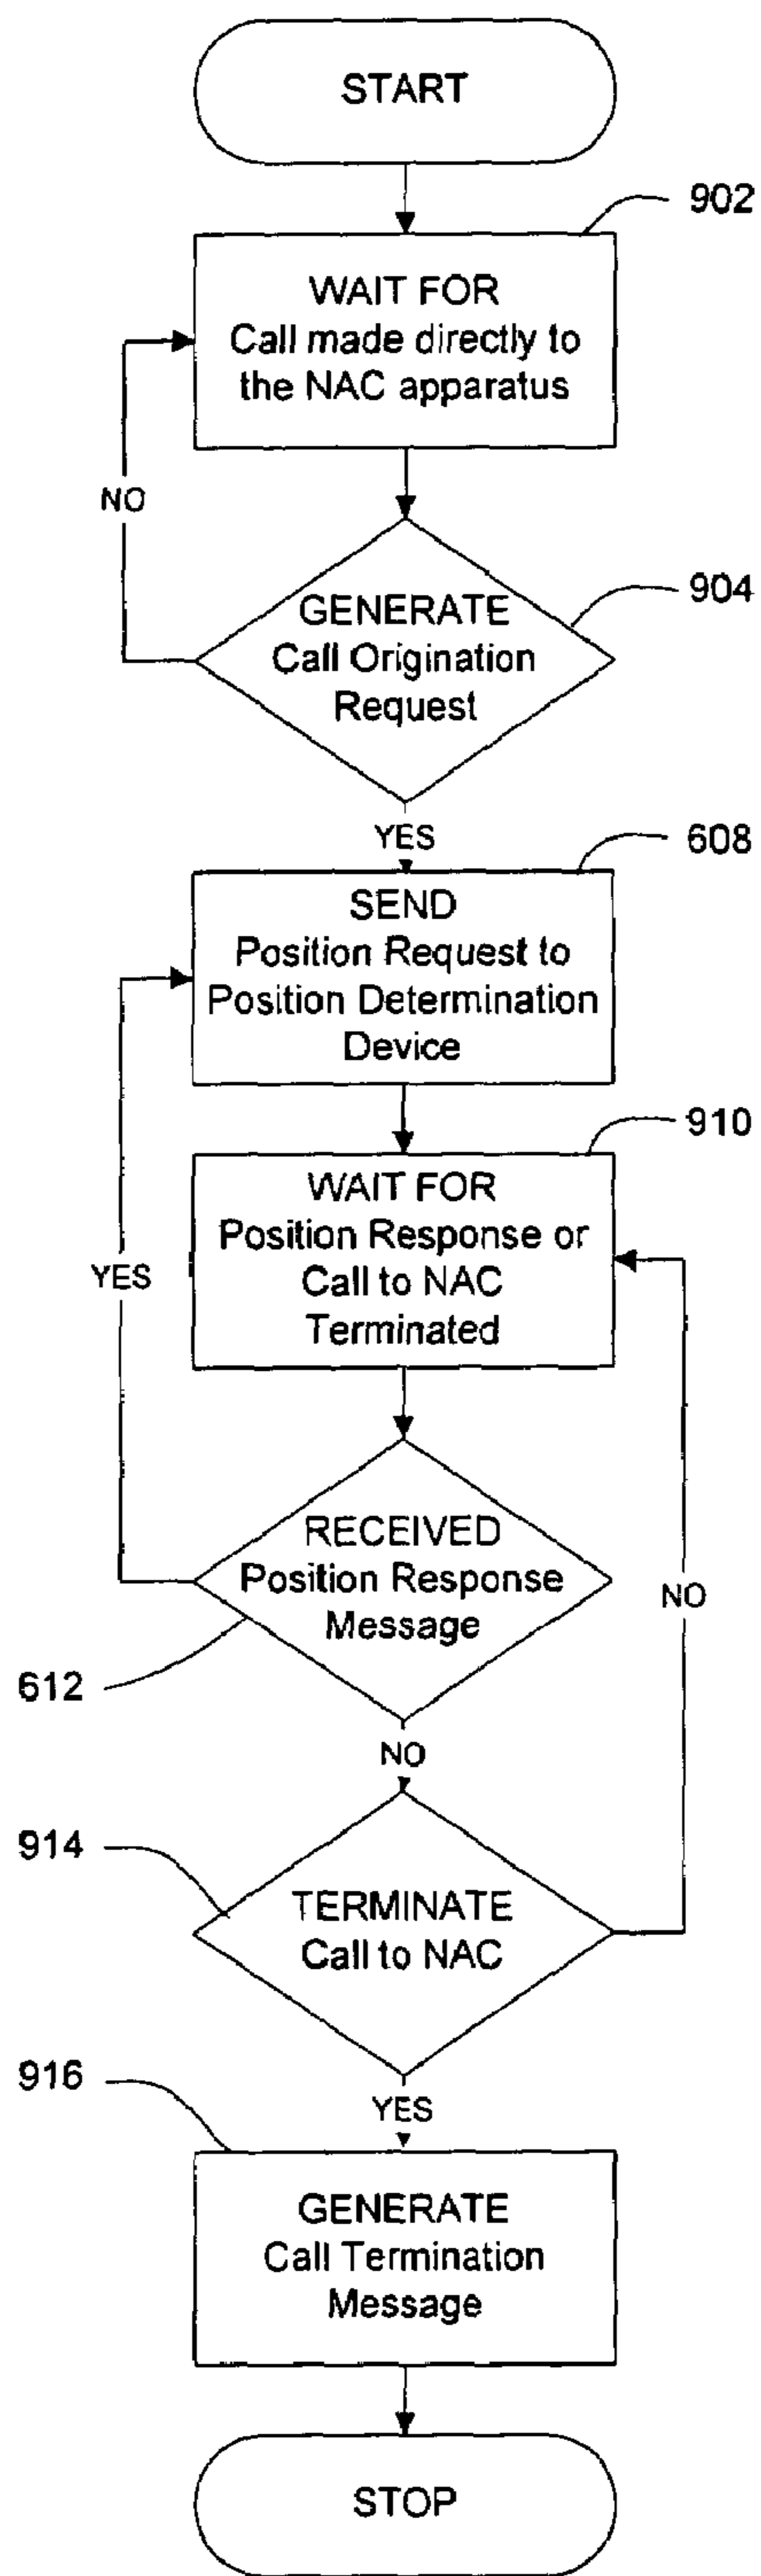 START
902
WAIT FOR
Call made directly to
the NAC apparatus
NO
904
GENERATE
Call Origination
Request
YES
608
SEND
Position Request to
Position Determination
Device
910
WAIT FOR
Position Response or
Call to NAC
Terminated
YES
RECEIVED
Position Response
Message
NO
612
NO
914
TERMINATE
Call to NAC
916
YES
GENERATE
Call Termination
Message
STOP